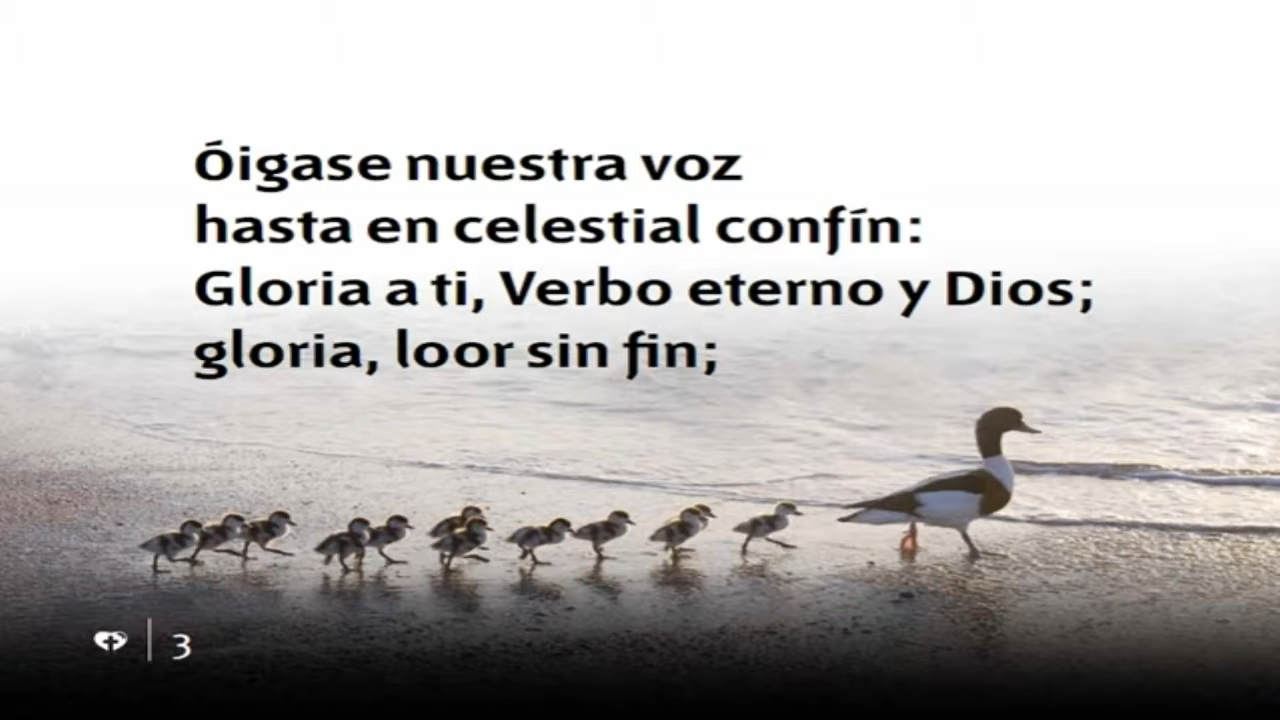 Óigase nuestra voz
hasta en celestial confín:
Gloria a ti, Verbo eterno y Dios;
gloria, loor sin fin;
3